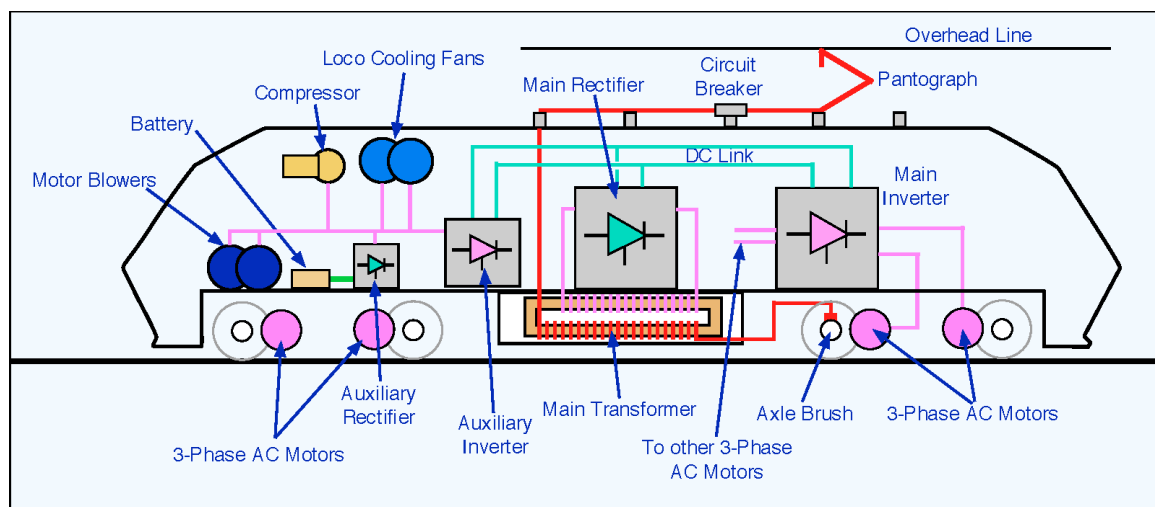 Overhead Line
Loco Cooling Fans
Circuit
Breaker
Main Rectifier
Pantograph
Compressor
Battery
DC Link
Main
Inverter
Motor Blowers
Auxiliary
Rectifier
Main Transformer
Axle Brush
3-Phase AC Motors
Auxiliary
Inverter
3-Phase AC Motors
To other 3-Phase
AC Motors